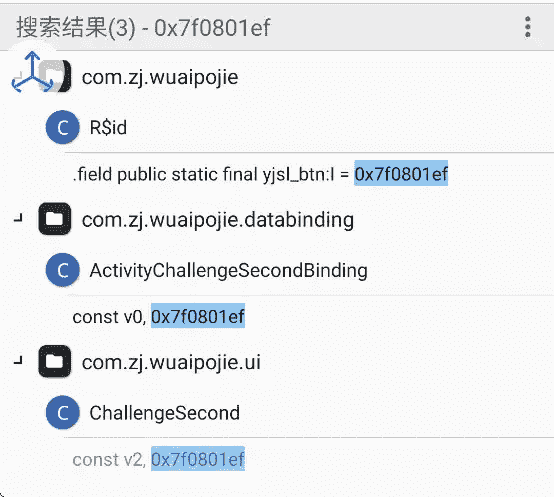 搜索结果(3) - 0x7f0801ef
com.zj.wuaipojie
C R$id
.field public static final yjsl_btn:I = 0x7f0801ef
com.zj.wuaipojie.databinding
C ActivityChallengeSecondBinding
const v0, 0x7f0801ef
com.zj.wuaipojie.ui
C ChallengeSecond
const v2, 0x7f0801ef